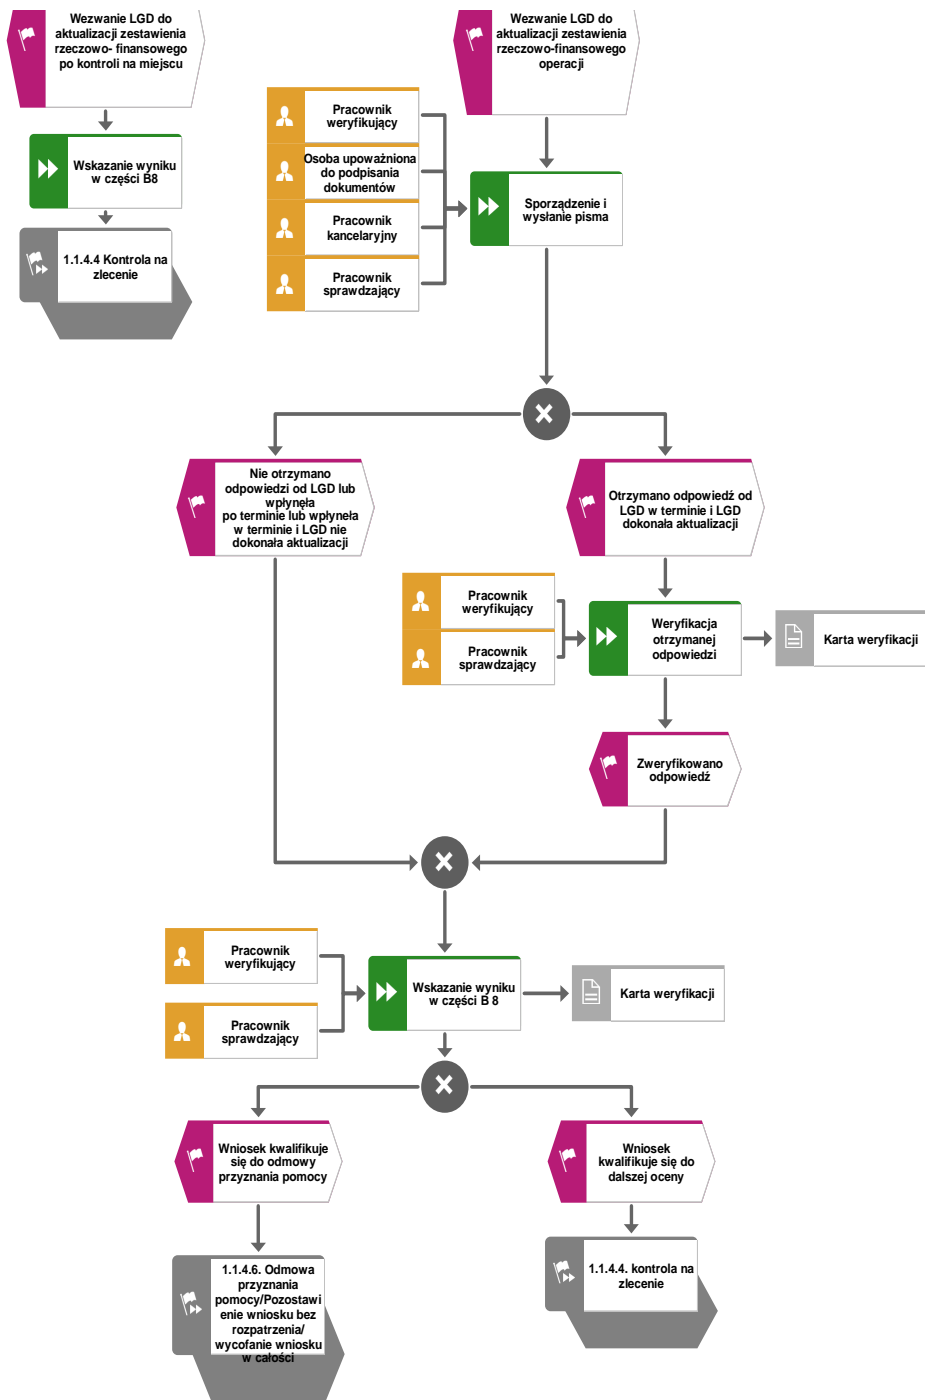 Wezwanie LGD do
aktualizacji zestawienia
rzeczowo- finansowego
po kontroli na miejscu
Wskazanie wyniku
w części B8
1.1.4.4 Kontrola na
zlecenie
Wezwanie LGD do
aktualizacji zestawienia
rzeczowo-finansowego
operacji
Pracownik
weryfikujący
Osoba upoważniona
do podpisania
dokumentów
Pracownik
kancelaryjny
Pracownik
sprawdzający
Sporządzenie i
wysłanie pisma
Nie otrzymano
odpowiedzi od LGD lub
wpłynęła
po terminie lub wpłyneła
w terminie i LGD nie
dokonała aktualizacji
Otrzymano odpowiedź od
LGD w terminie i LGD
dokonała aktualizacji
Pracownik
weryfikujący
Pracownik
sprawdzający
Weryfikacja
otrzymanej
odpowiedzi
Karta weryfikacji
Zweryfikowano
odpowiedź
Pracownik
weryfikujący
Pracownik
sprawdzający
Wskazanie wyniku
w części B 8
Karta weryfikacji
Wniosek kwalifikuje
się do odmowy
przyznania pomocy
Wniosek
kwalifikuje się do
dalszej oceny
1.1.4.6. Odmowa
przyznania
pomocy/Pozostawi
enie wniosku bez
rozpatrzenia/
wycofanie wniosku
w całości
1.1.4.4. kontrola na
zlecenie